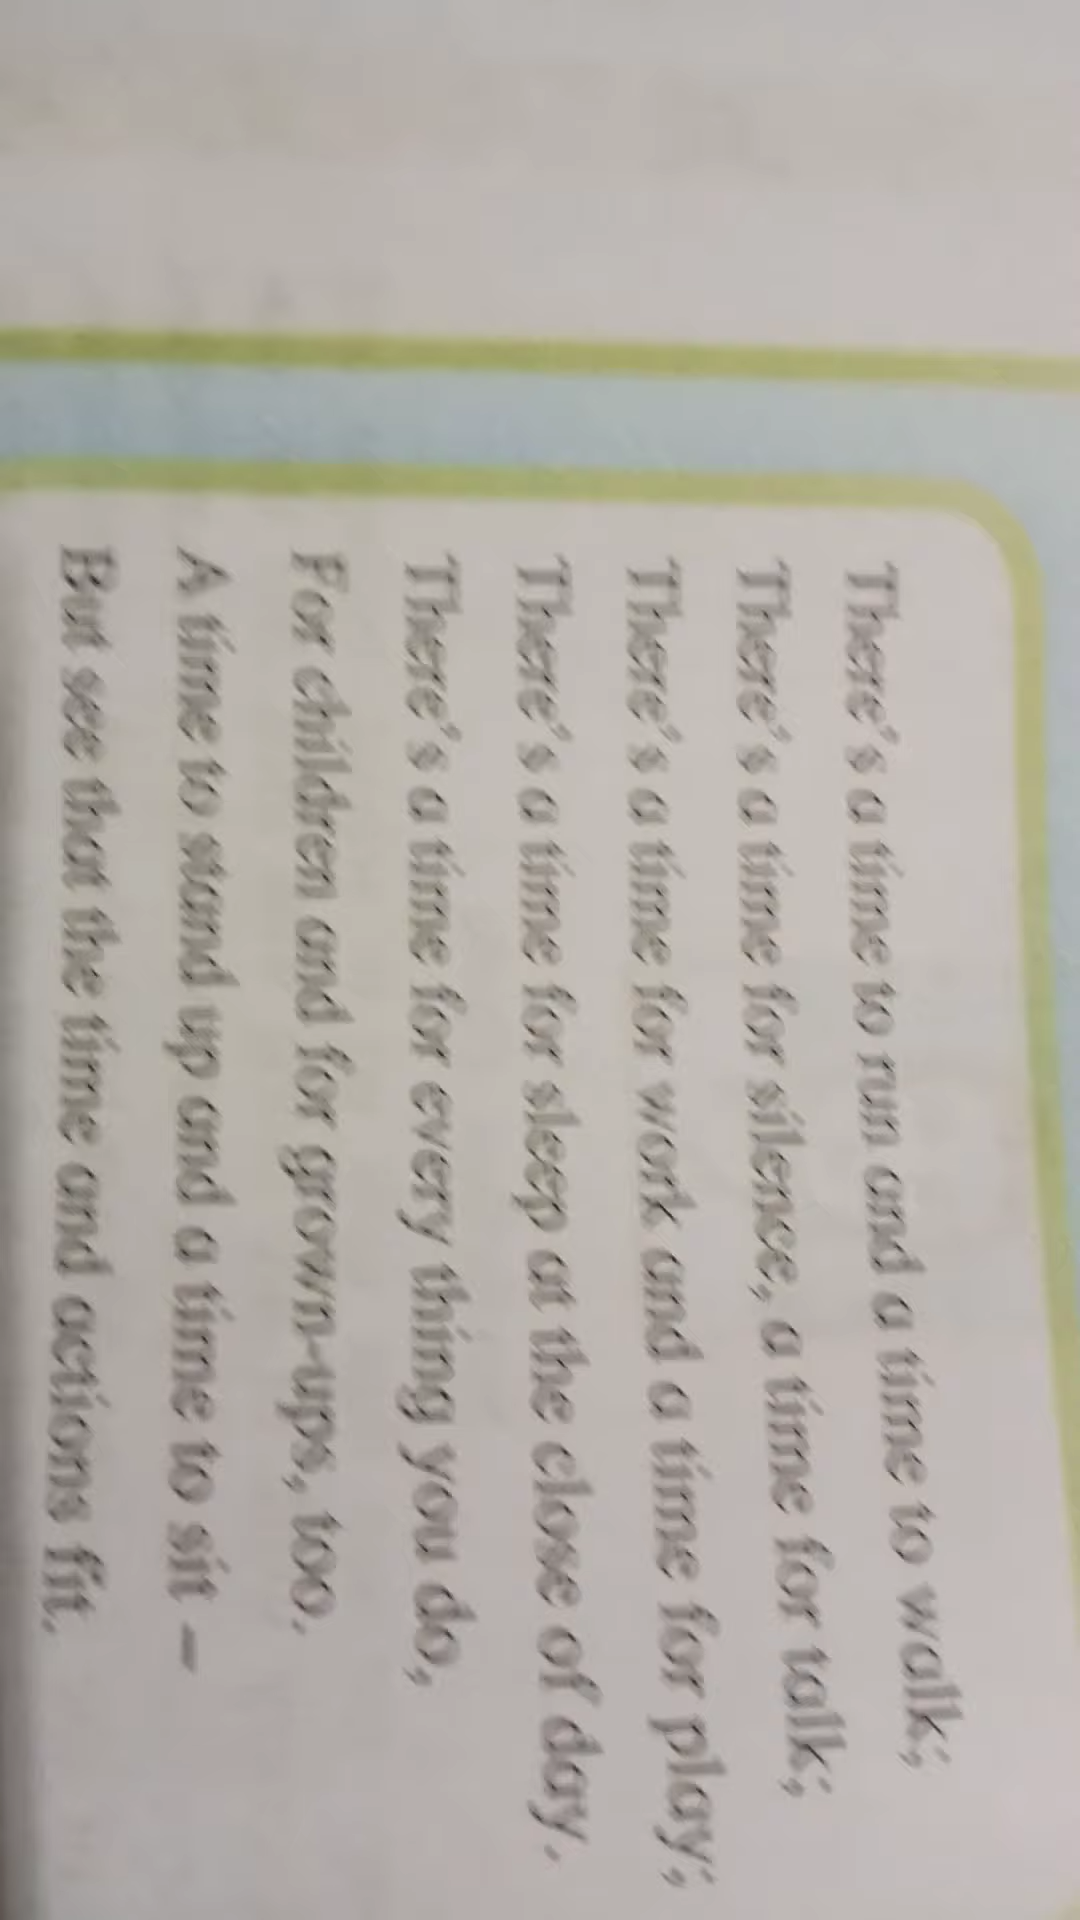 There's a time to run and a time to walk;
There's a time for silence, a time for talk;
There's a time for work and a time for play;
There's a time for sleep at the close of day.
There's a time for every thing you do,
For children and for grown-ups, too.
A time to stand up and a time to sit –
But see that the time and actions fit.